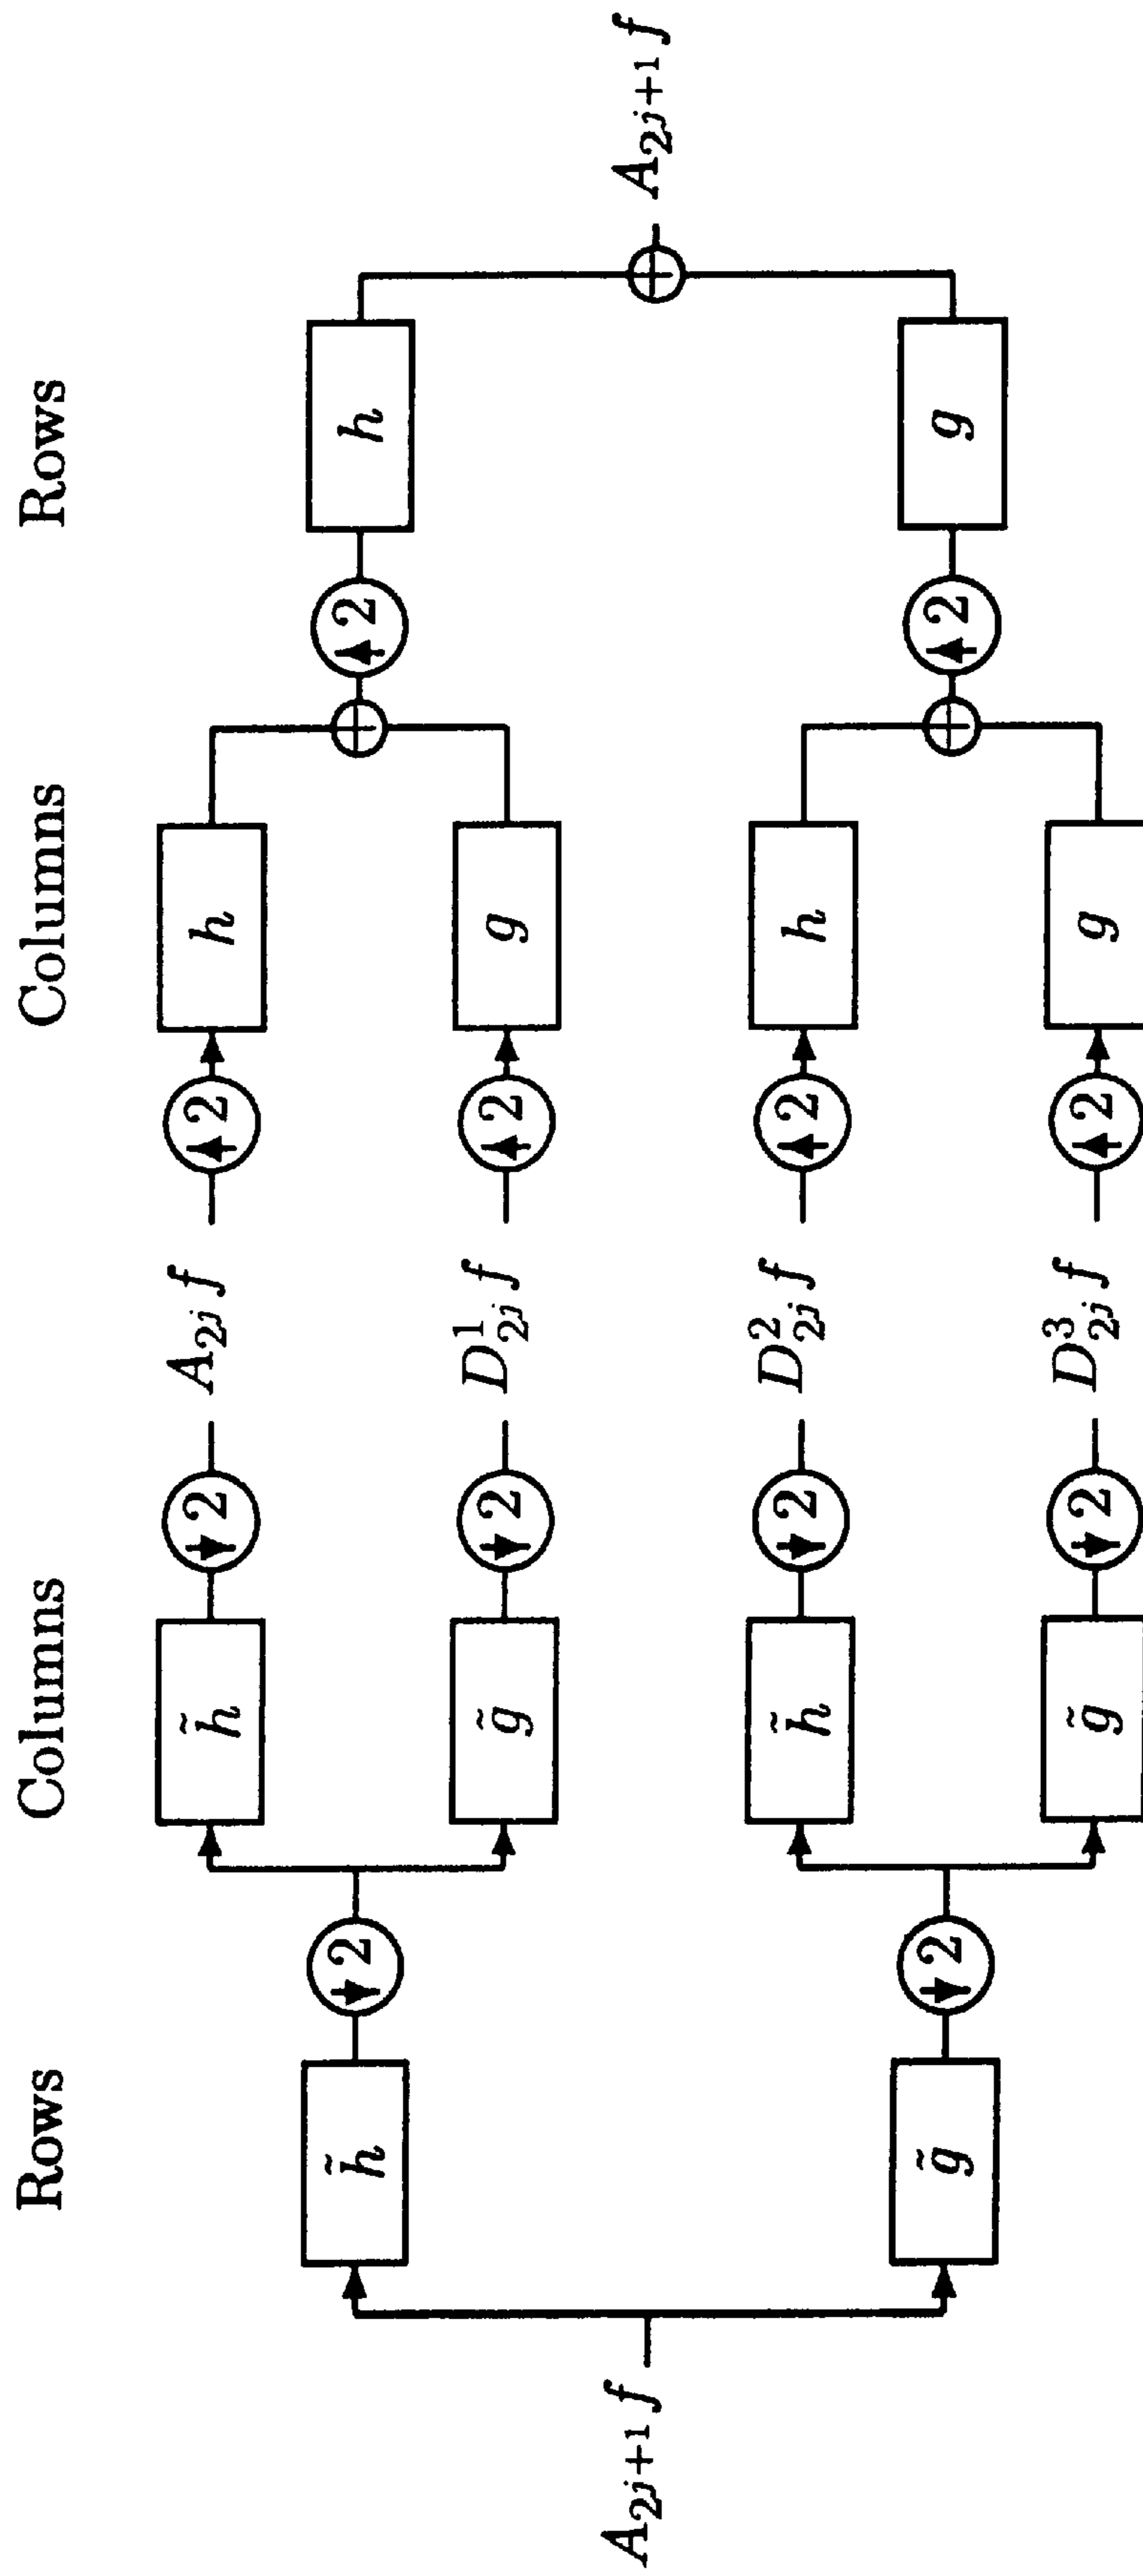 Rows Columns Columns Rows
h̃ ↓2 A_{2^j} f ↑2 h
h̃ ↓2 ⊕ ↑2 h
g̃ ↓2 D^1_{2^j} f ↑2 g
A_{2^{j+1}} f ⊕ A_{2^{j+1}} f
h̃ ↓2 D^2_{2^j} f ↑2 h
g̃ ↓2 ⊕ ↑2 g
g̃ ↓2 D^3_{2^j} f ↑2 g